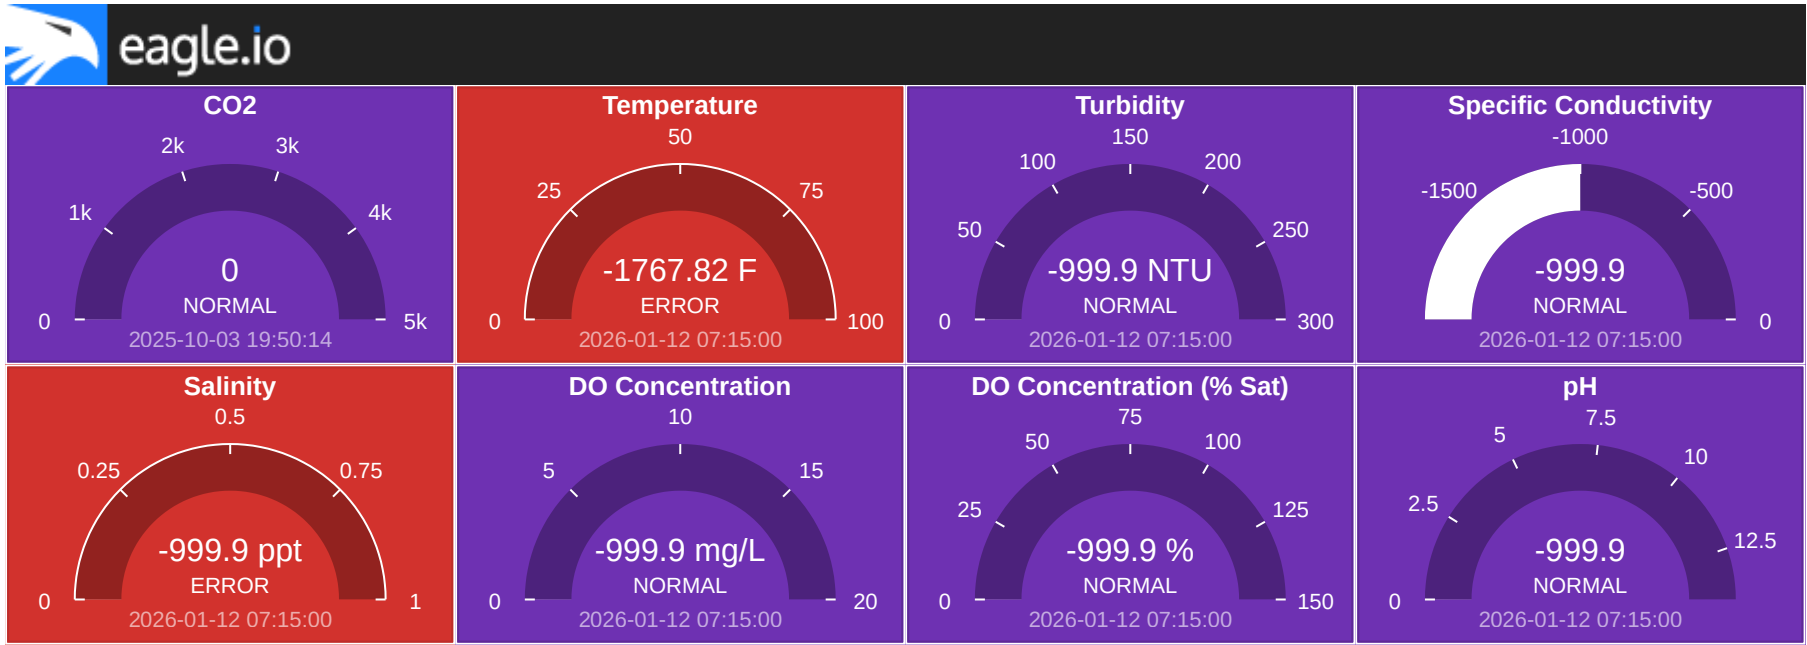 eagle.io
CO2
2k
3k
1k
4k
0
NORMAL
0
5k
2025-10-03 19:50:14
Temperature
50
25
75
-1767.82 F
ERROR
0
100
2026-01-12 07:15:00
Turbidity
150
100
200
50
250
-999.9 NTU
NORMAL
0
300
2026-01-12 07:15:00
Specific Conductivity
-1000
-1500
-500
-999.9
NORMAL
0
2026-01-12 07:15:00
Salinity
0.5
0.25
0.75
-999.9 ppt
ERROR
0
1
2026-01-12 07:15:00
DO Concentration
10
5
15
-999.9 mg/L
NORMAL
0
20
2026-01-12 07:15:00
DO Concentration (% Sat)
75
50
100
25
125
-999.9 %
NORMAL
0
150
2026-01-12 07:15:00
pH
7.5
5
10
2.5
12.5
-999.9
NORMAL
0
2026-01-12 07:15:00